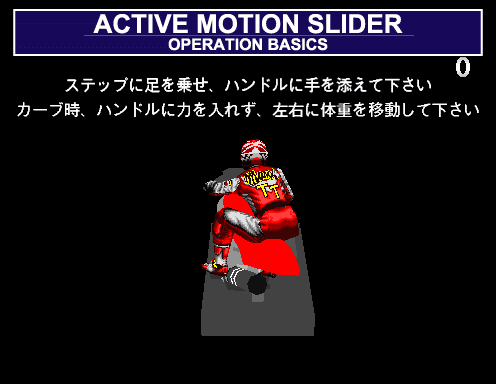 ACTIVE MOTION SLIDER
OPERATION BASICS
0
ステップに足を乗せ、ハンドルに手を添えて下さい
カーブ時、ハンドルに力を入れず、左右に体重を移動して下さい
TT